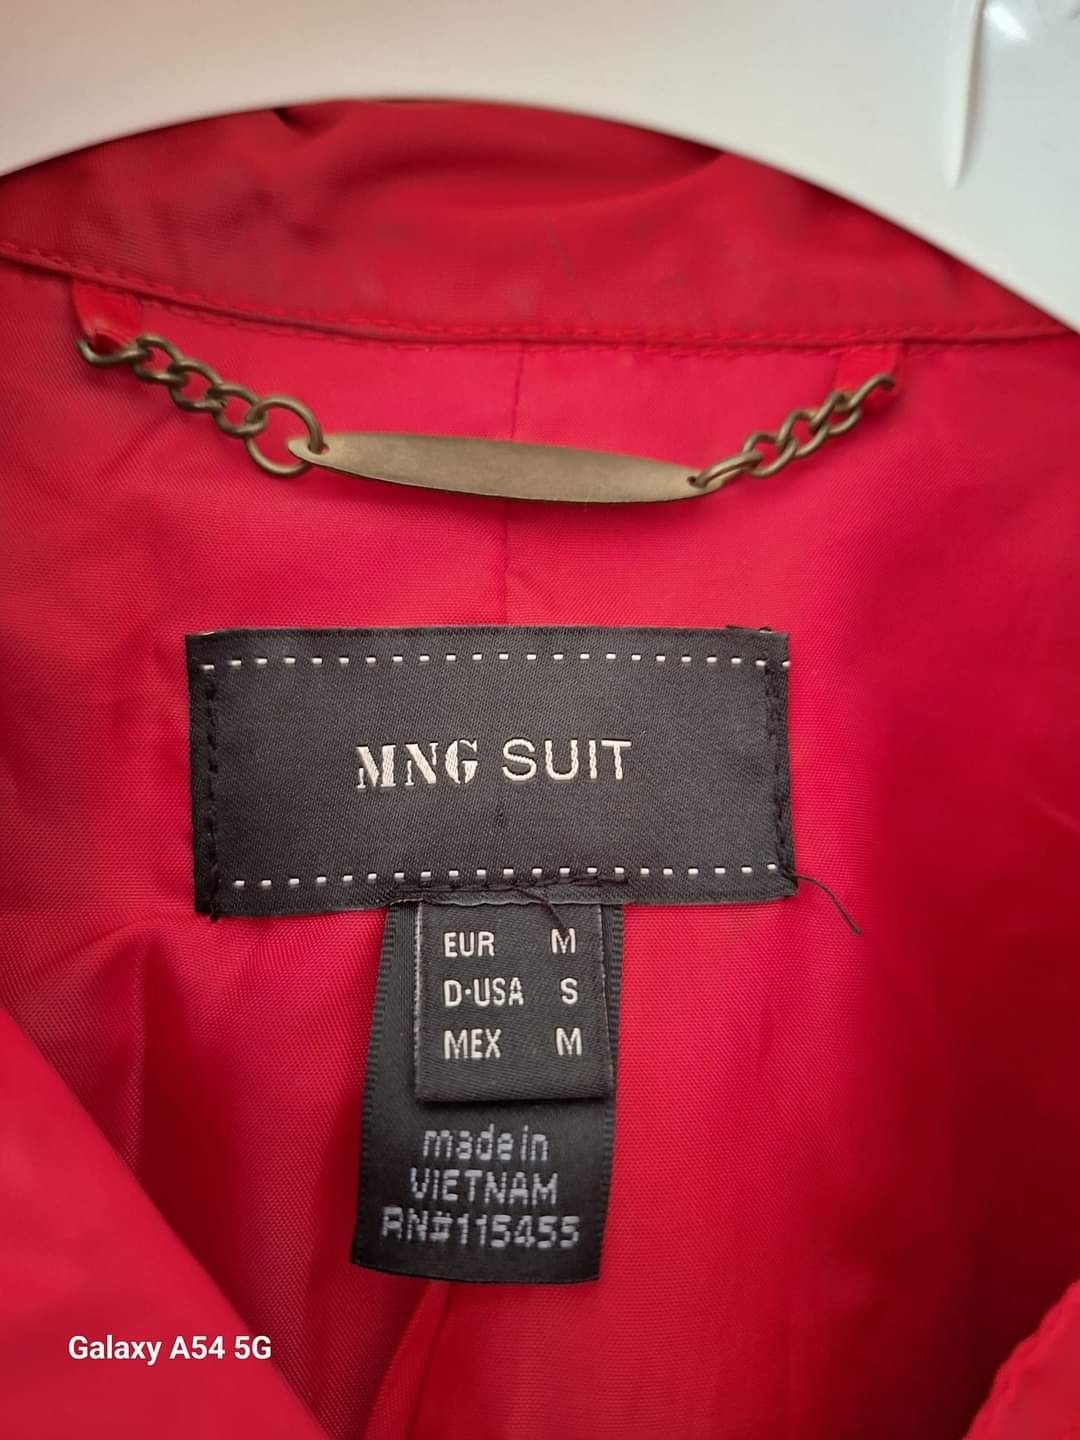 MNG SUIT
EUR M
D-USA S
MEX M
made in
VIETNAM
RN#115455
Galaxy A54 5G